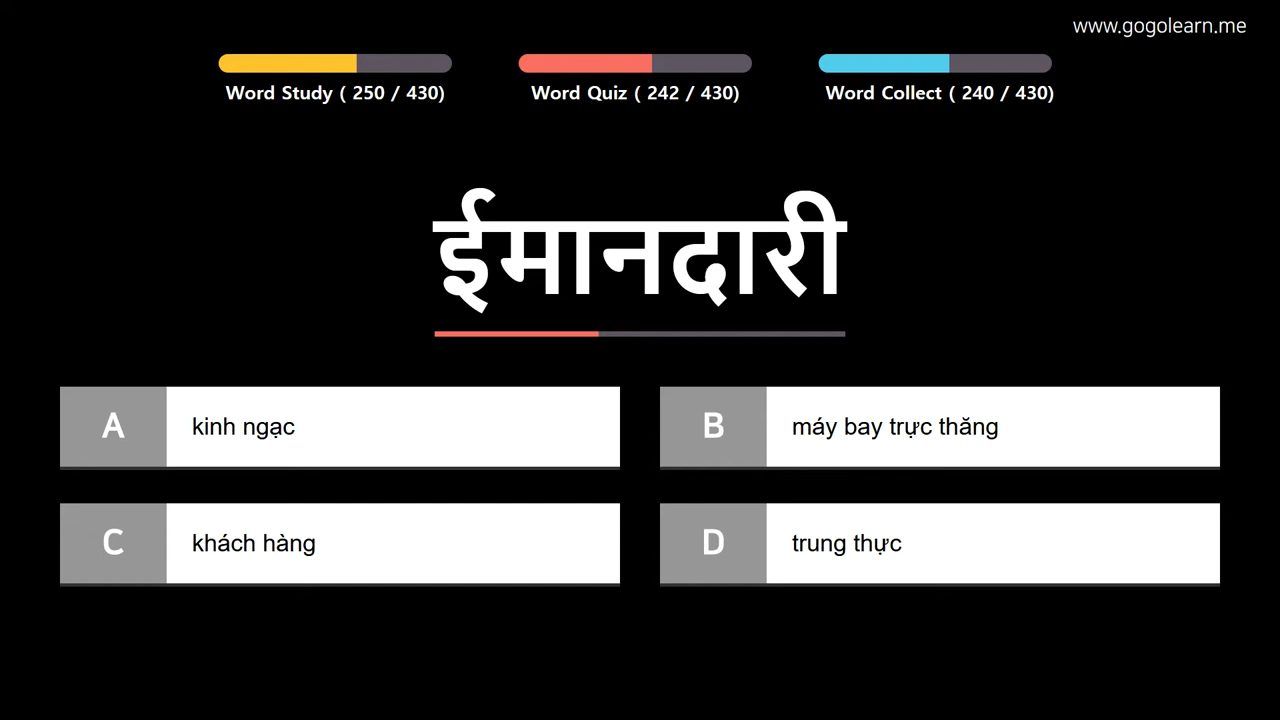 www.gogolearn.me
Word Study ( 250 / 430)
Word Quiz ( 242 / 430)
Word Collect ( 240 / 430)
ईमानदारी
A
kinh ngạc
B
máy bay trực thăng
C
khách hàng
D
trung thực